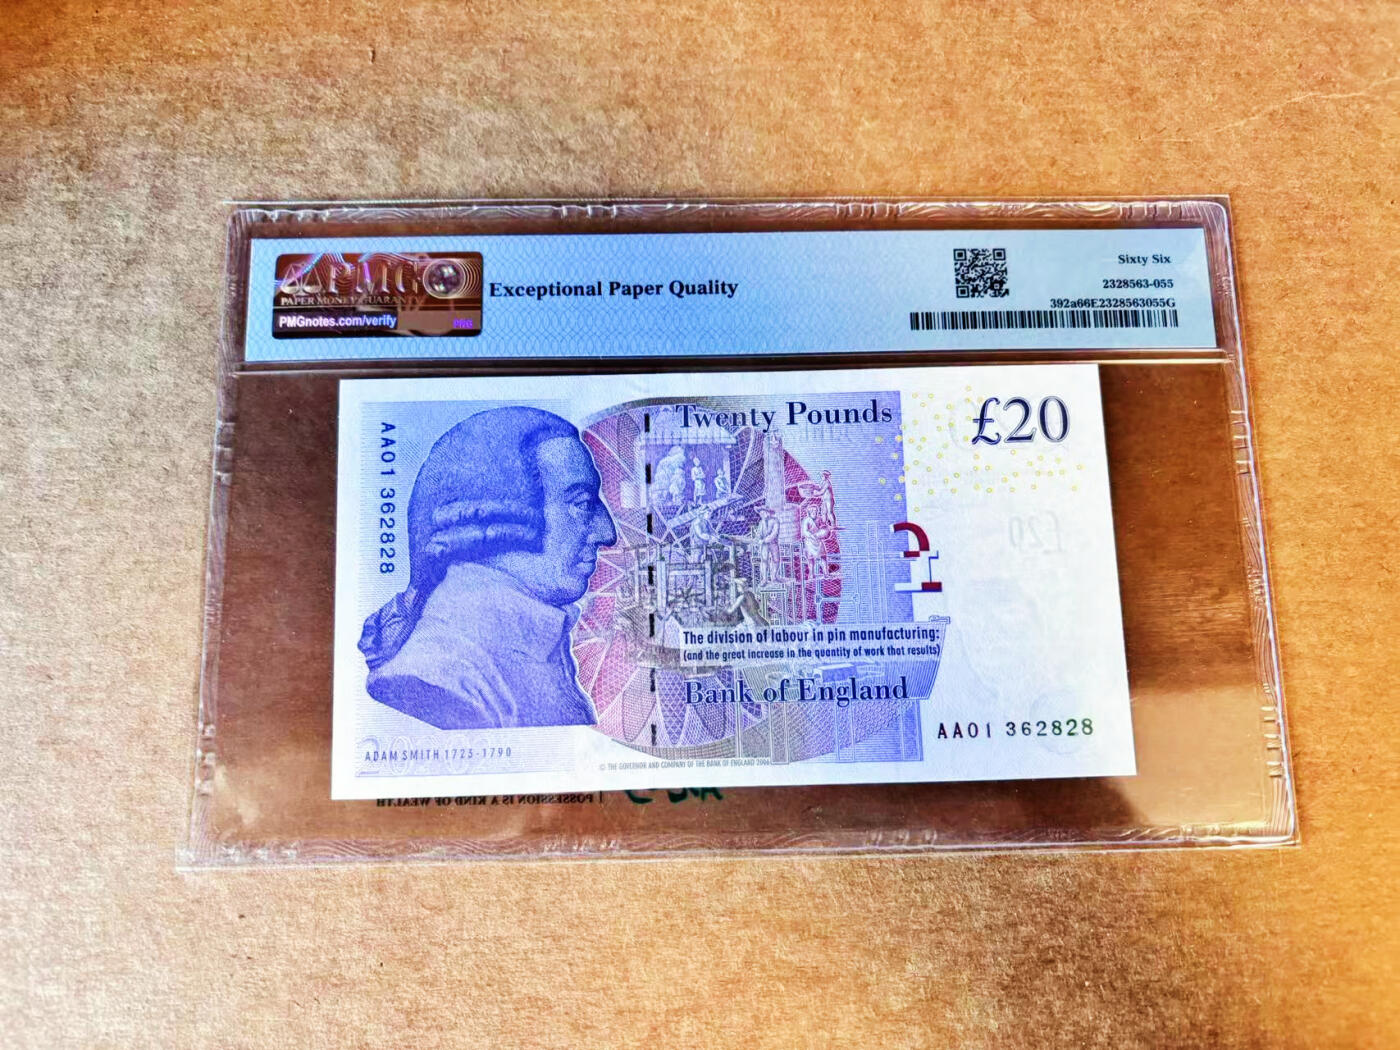 PMG
PAPER MONEY GUARANTY
PMGnotes.com/verify
PMG
Exceptional Paper Quality
Sixty Six
2328563-055
392a66E2328563055G
AA01 362828
Twenty Pounds
£20
£20
The division of labour in pin manufacturing:
(and the great increase in the quantity of work that results)
Bank of England
AA01 362828
ADAM SMITH 1723-1790
© THE GOVERNOR AND COMPANY OF THE BANK OF ENGLAND 2006
POSSESSION IS A KIND OF WEALTH